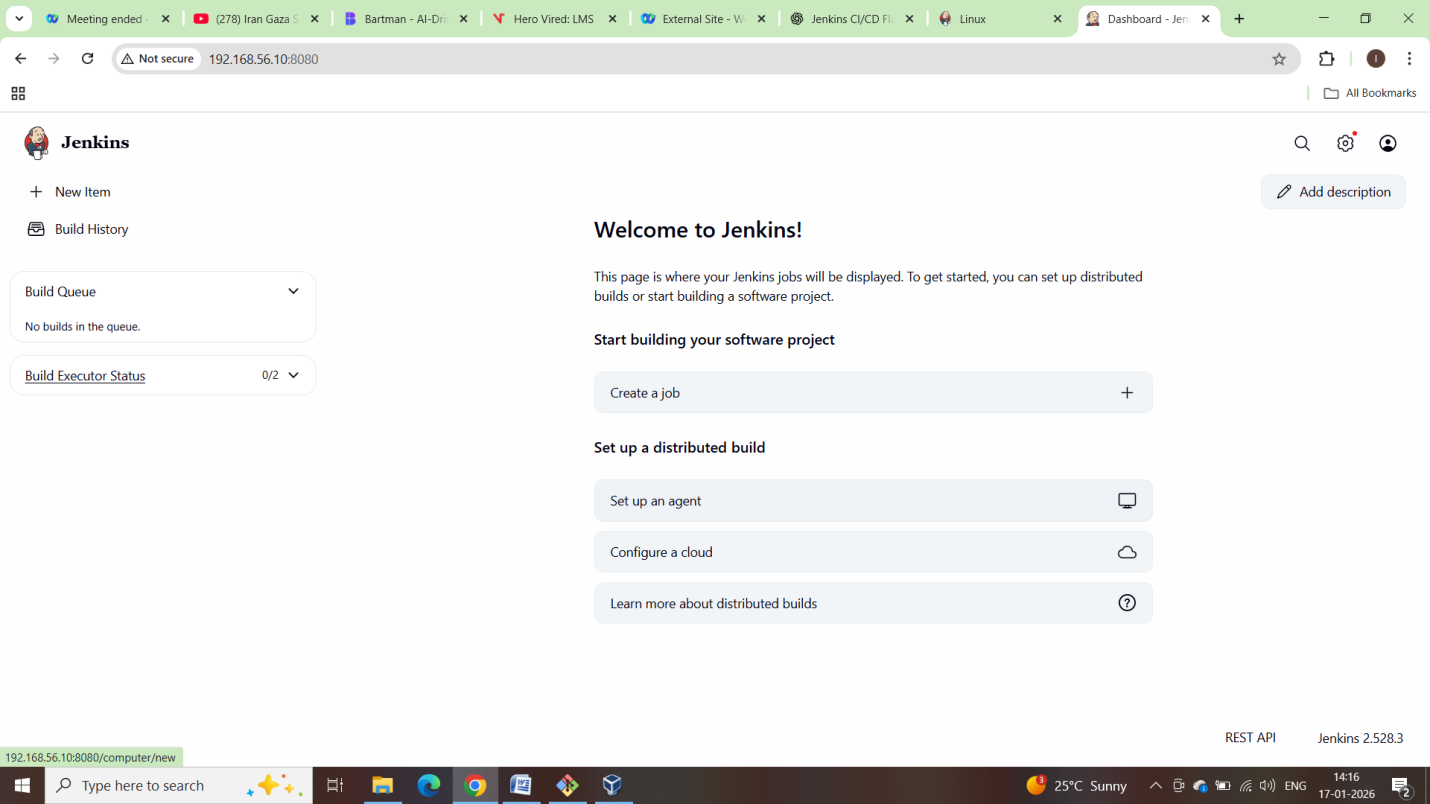 Meeting ended -
(278) Iran Gaza S
Bartman - AI-Dri
Hero Vired: LMS
External Site - W
Jenkins CI/CD Fl
Linux
Dashboard - Jen
Not secure
192.168.56.10:8080
I
All Bookmarks
Jenkins
New Item
Build History
Add description
Build Queue
No builds in the queue.
Build Executor Status
0/2
Welcome to Jenkins!
This page is where your Jenkins jobs will be displayed. To get started, you can set up distributed
builds or start building a software project.
Start building your software project
Create a job
Set up a distributed build
Set up an agent
Configure a cloud
Learn more about distributed builds
REST API
Jenkins 2.528.3
192.168.56.10:8080/computer/new
Type here to search
3
25°C Sunny
ENG
14:16
17-01-2026
2